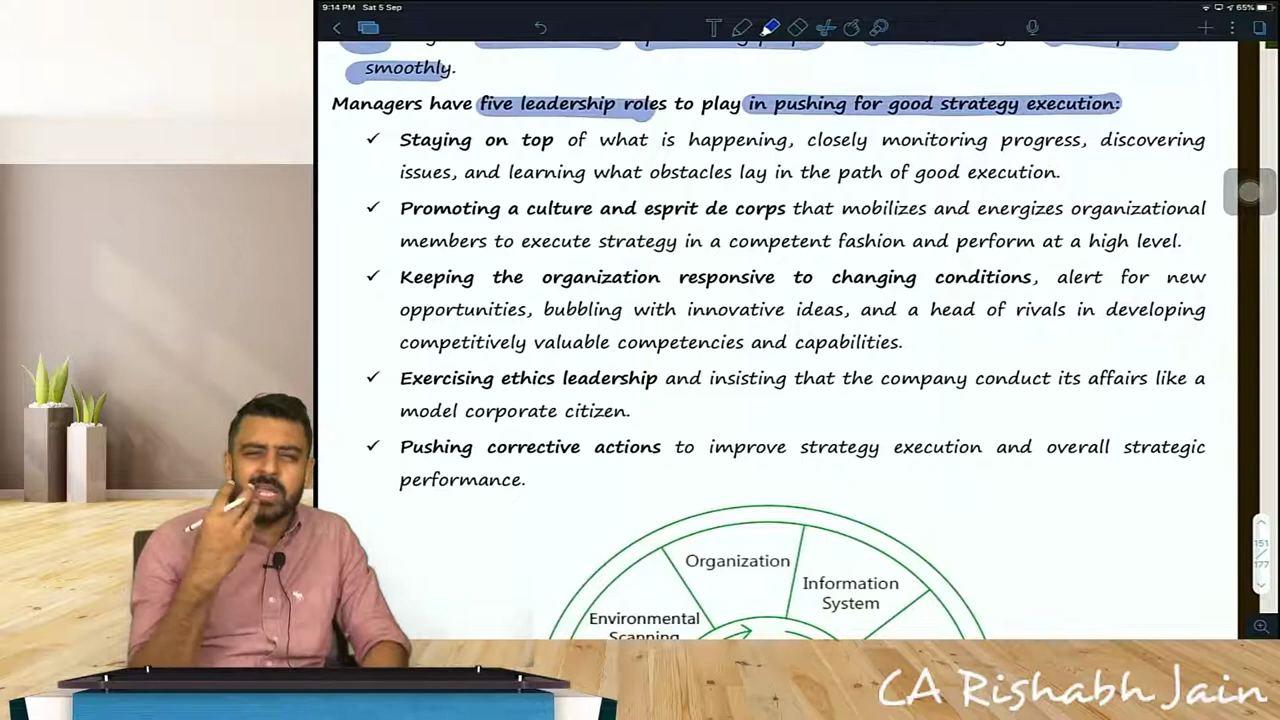 9:14 PM Sat 5 Sep
65%
smoothly.
Managers have five leadership roles to play in pushing for good strategy execution:
✓ Staying on top of what is happening, closely monitoring progress, discovering
issues, and learning what obstacles lay in the path of good execution.
✓ Promoting a culture and esprit de corps that mobilizes and energizes organizational
members to execute strategy in a competent fashion and perform at a high level.
✓ Keeping the organization responsive to changing conditions, alert for new
opportunities, bubbling with innovative ideas, and a head of rivals in developing
competitively valuable competencies and capabilities.
✓ Exercising ethics leadership and insisting that the company conduct its affairs like a
model corporate citizen.
✓ Pushing corrective actions to improve strategy execution and overall strategic
performance.
151
177
Organization
Information
System
Environmental
Scanning
CA Rishabh Jain